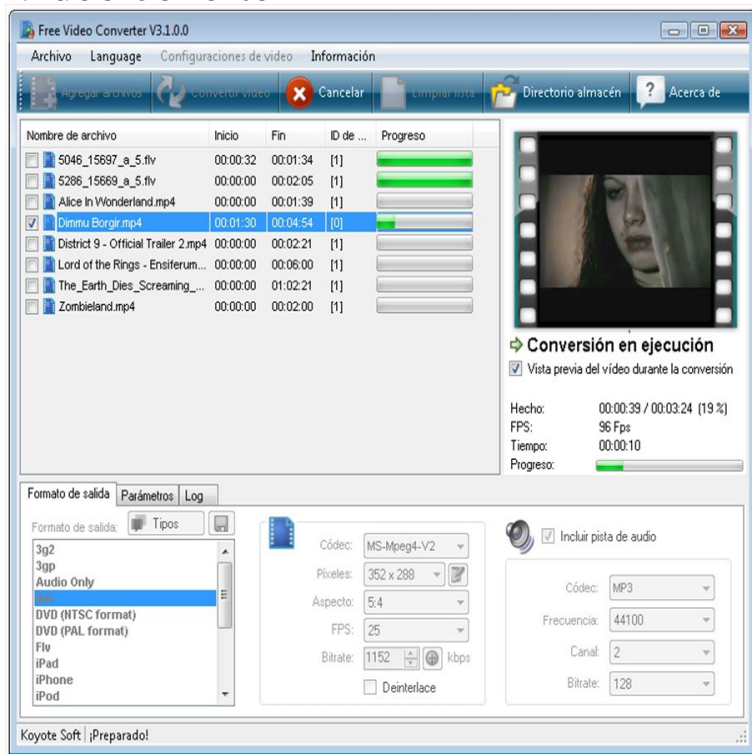 Free Video Converter V3.1.0.0
Archivo Language Configuraciones de video Información
Agregar archivos Convertir video Cancelar Limpiar lista Directorio almacén ? Acerca de
Nombre de archivo Inicio Fin ID de ... Progreso
5046_15697_a_5.flv 00:00:32 00:01:34 [1]
5286_15669_a_5.flv 00:00:00 00:02:05 [1]
Alice In Wonderland.mp4 00:00:00 00:01:39 [1]
Dimmu Borgir.mp4 00:01:30 00:04:54 [0]
District 9 - Official Trailer 2.mp4 00:00:00 00:02:21 [1]
Lord of the Rings - Ensiferum... 00:00:00 00:06:00 [1]
The_Earth_Dies_Screaming_... 00:00:00 01:02:21 [1]
Zombieland.mp4 00:00:00 00:02:00 [1]
Conversión en ejecución
Vista previa del vídeo durante la conversión
Hecho: 00:00:39 / 00:03:24 (19 %)
FPS: 96 Fps
Tiempo: 00:00:10
Progreso:
Formato de salida Parámetros Log
Formato de salida: Tipos
3g2
3gp
Audio Only
DVD (NTSC format)
DVD (PAL format)
Flv
iPad
iPhone
iPod
Códec: MS-Mpeg4-V2
Píxeles: 352 x 288
Aspecto: 5:4
FPS: 25
Bitrate: 1152 kbps
Deinterlace
Incluir pista de audio
Códec: MP3
Frecuencia: 44100
Canal: 2
Bitrate: 128
Koyote Soft ¡Preparado!